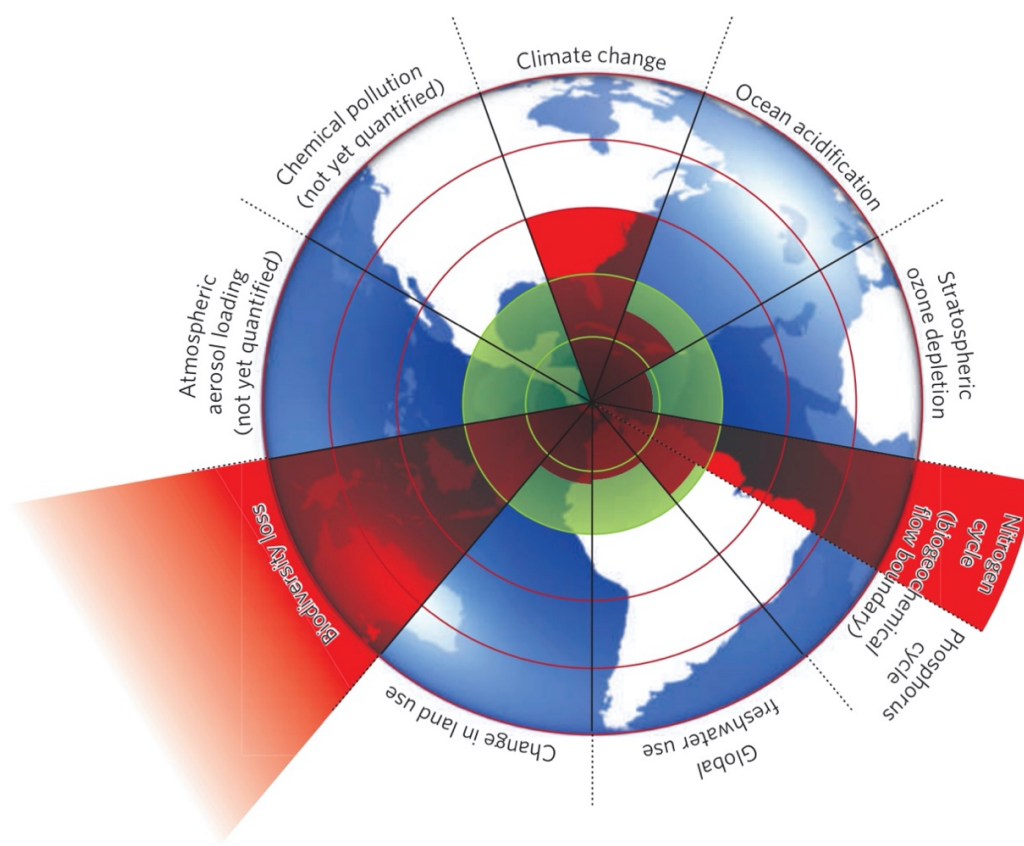 Climate change
Ocean acidification
Stratospheric
ozone depletion
Nitrogen
cycle
(biogeochemical
flow boundary)
Phosphorus
cycle
Global
freshwater use
Change in land use
Biodiversity loss
Atmospheric
aerosol loading
(not yet quantified)
Chemical pollution
(not yet quantified)